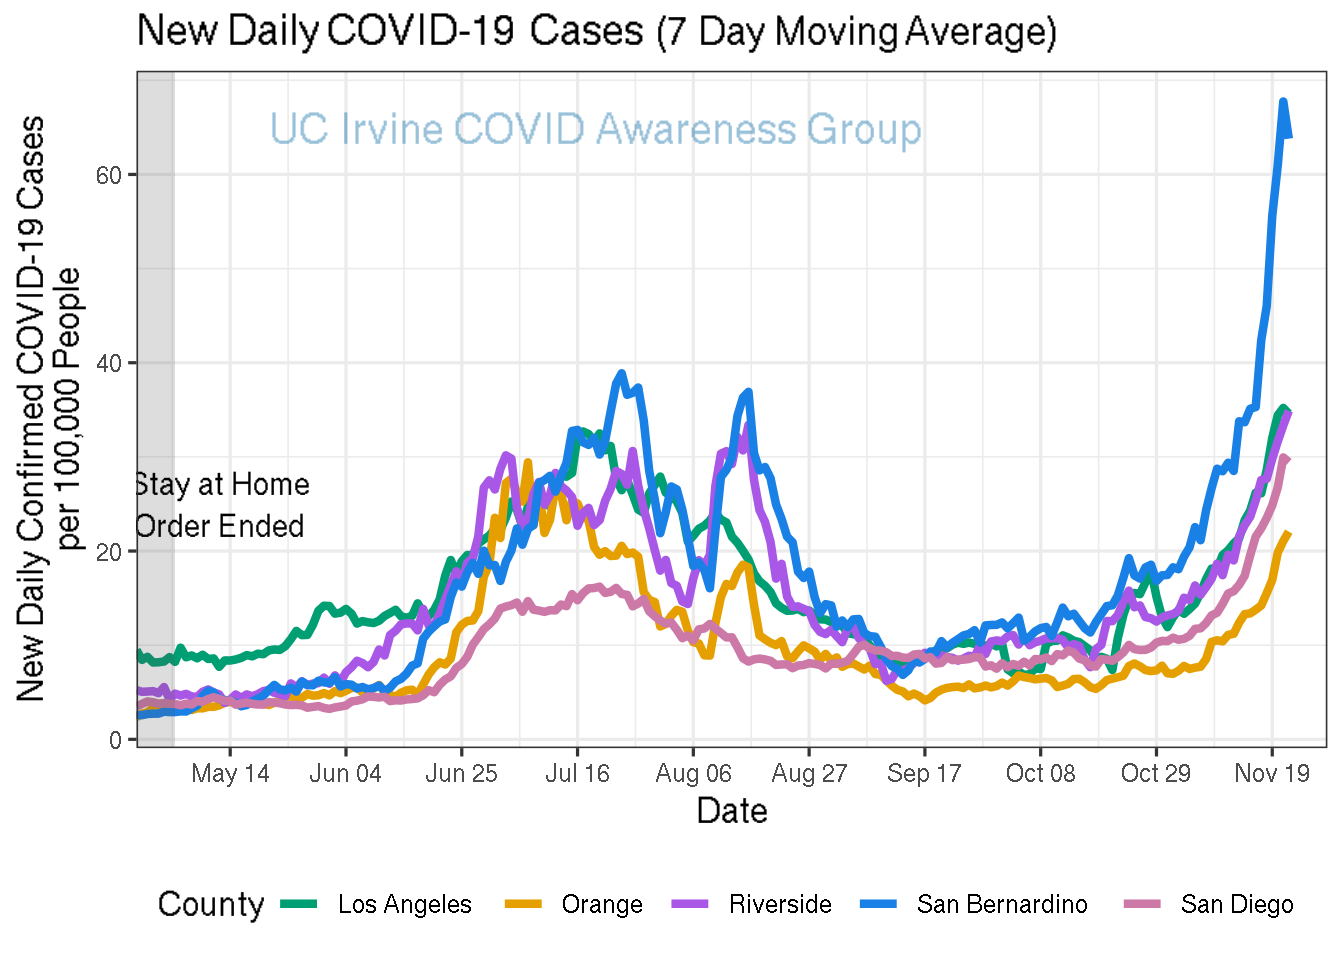 New Daily COVID-19 Cases (7 Day Moving Average)
UC Irvine COVID Awareness Group
New Daily Confirmed COVID-19 Cases
per 100,000 People
60
40
20
0
Stay at Home
Order Ended
May 14 Jun 04 Jun 25 Jul 16 Aug 06 Aug 27 Sep 17 Oct 08 Oct 29 Nov 19
Date
County Los Angeles Orange Riverside San Bernardino San Diego